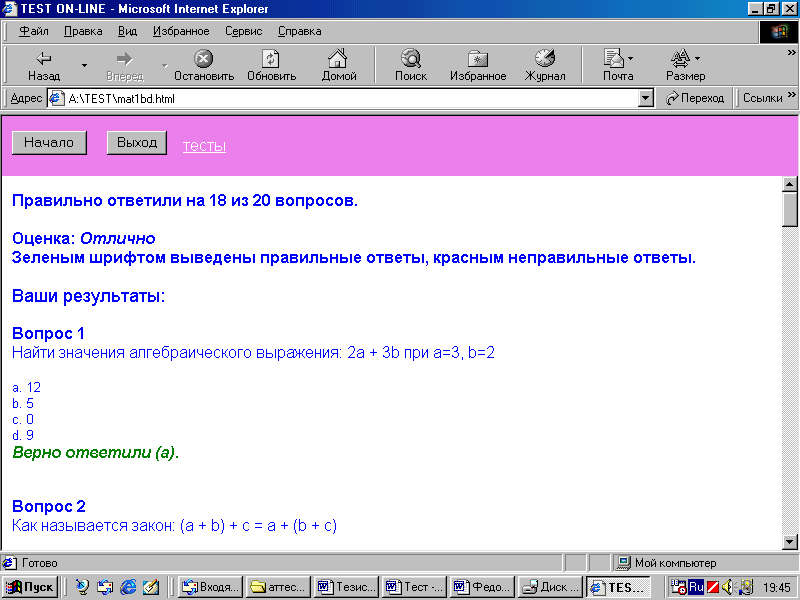 TEST ON-LINE - Microsoft Internet Explorer
Файл Правка Вид Избранное Сервис Справка
Назад Вперед Остановить Обновить Домой Поиск Избранное Журнал Почта Размер »
Адрес A:\TEST\mat1bd.html Переход Ссылки »
Начало Выход тесты
Правильно ответили на 18 из 20 вопросов.
Оценка: Отлично
Зеленым шрифтом выведены правильные ответы, красным неправильные ответы.
Ваши результаты:
Вопрос 1
Найти значения алгебраического выражения: 2a + 3b при a=3, b=2
a. 12
b. 5
c. 0
d. 9
Верно ответили (a).
Вопрос 2
Как называется закон: (a + b) + c = a + (b + c)
Готово Мой компьютер
Пуск Входя... аттес... Тезис... Тест -... Федо... Диск ... TES... Ru 19:45